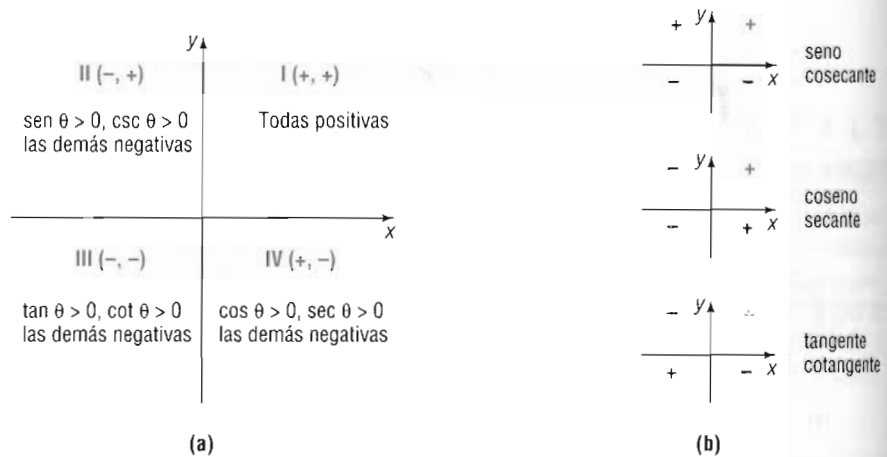 y
II (−, +)
I (+, +)
sen θ > 0, csc θ > 0
las demás negativas
Todas positivas
x
III (−, −)
IV (+, −)
tan θ > 0, cot θ > 0
las demás negativas
cos θ > 0, sec θ > 0
las demás negativas
(a)
+ y +
− − x
seno
cosecante
− y +
− + x
coseno
secante
− y
+ − x
tangente
cotangente
(b)